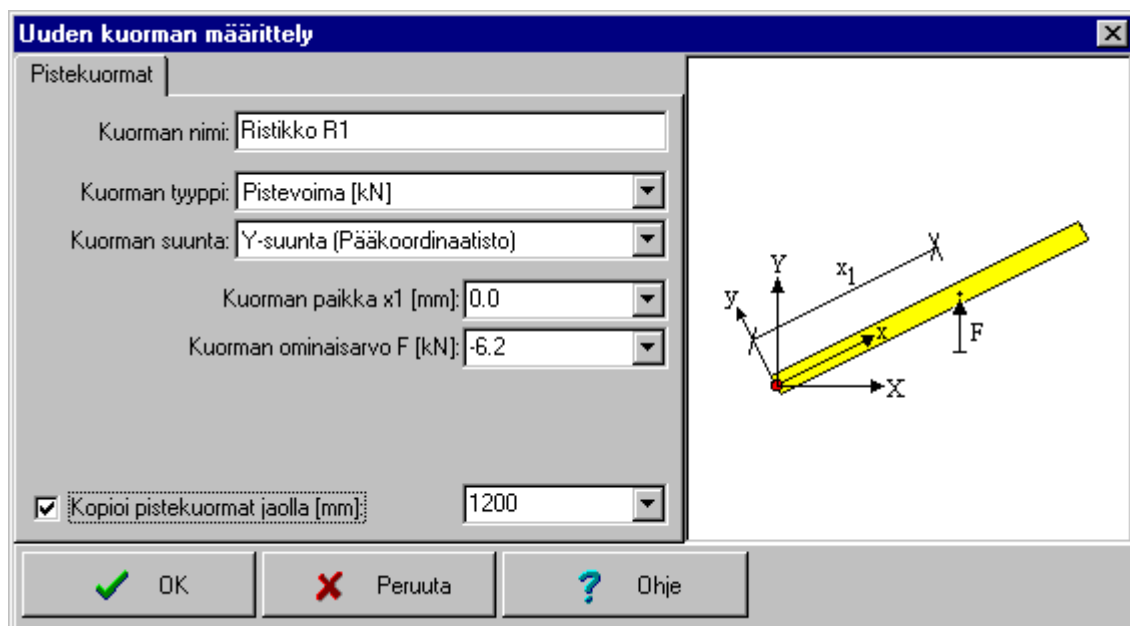 Uuden kuorman määrittely
Pistekuormat
Kuorman nimi: Ristikko R1
Kuorman tyyppi: Pistevoima [kN]
Kuorman suunta: Y-suunta (Pääkoordinaatisto)
Kuorman paikka x1 [mm]: 0.0
Kuorman ominaisarvo F [kN]: -6.2
Kopioi pistekuormat jaolla [mm]: 1200
Y
x1
y
x
F
X
OK
Peruuta
Ohje